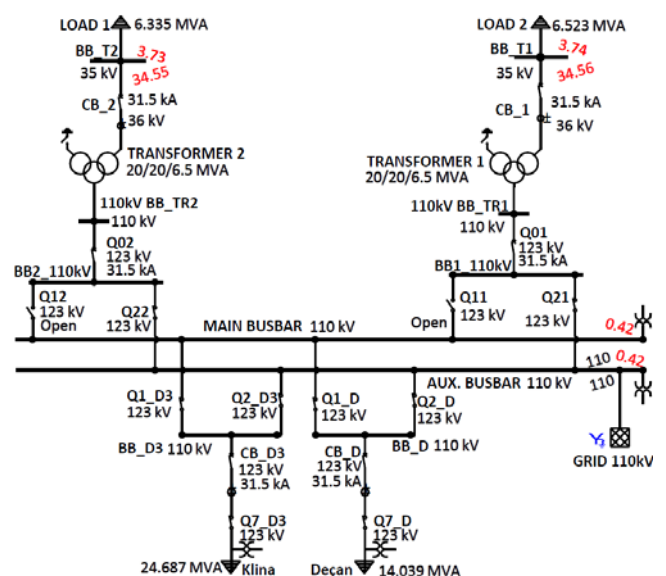 LOAD 1 6.335 MVA
BB_T2 3.73
35 kV 34.55
31.5 kA
CB_2
36 kV
TRANSFORMER 2
20/20/6.5 MVA
110kV BB_TR2
110 kV
Q02
123 kV
31.5 kA
BB2_110kV
Q12
123 kV
Open
Q22
123 kV
LOAD 2 6.523 MVA
BB_T1 3.74
35 kV 34.56
31.5 kA
CB_1
36 kV
TRANSFORMER 1
20/20/6.5 MVA
110kV BB_TR1
110 kV
Q01
123 kV
31.5 kA
BB1_110kV
Q11
123 kV
Open
Q21
123 kV
MAIN BUSBAR 110 kV
0.42
110 0.42
AUX. BUSBAR 110 kV
110
Q1_D3
123 kV
Q2_D3
123 kV
BB_D3 110 kV
CB_D3
123 kV
31.5 kA
Q7_D3
123 kV
24.687 MVA Klina
Q1_D
123 kV
Q2_D
123 kV
BB_D 110 kV
CB_D
123 kV
31.5 kA
Q7_D
123 kV
Deçan 14.039 MVA
GRID 110kV